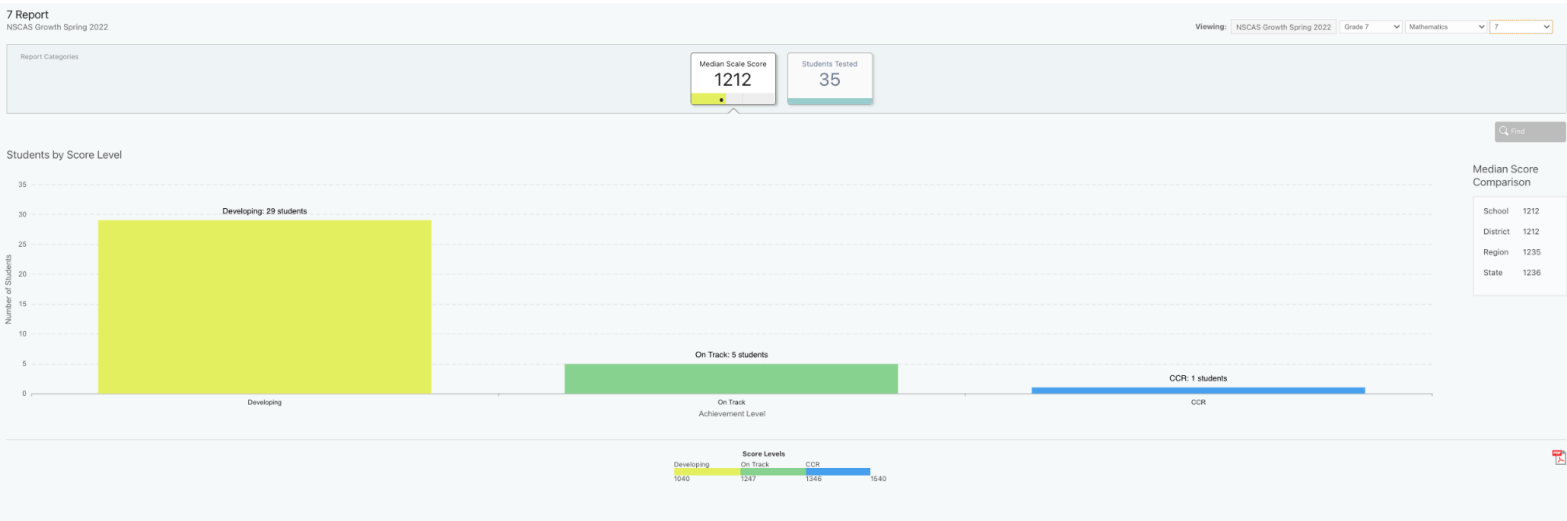 7 Report
NSCAS Growth Spring 2022
Viewing: NSCAS Growth Spring 2022 Grade 7 Mathematics 7
Report Categories
Median Scale Score
1212
Students Tested
35
Find
Students by Score Level
Median Score
Comparison
School 1212
District 1212
Region 1235
State 1236
Number of Students
35
30
25
20
15
10
5
0
Developing: 29 students
On Track: 5 students
CCR: 1 students
Developing
On Track
CCR
Achievement Level
Score Levels
Developing On Track CCR
1040 1247 1346 1540
PDF